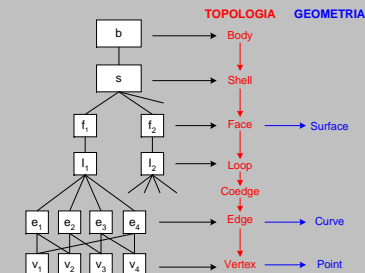 TOPOLOGIA GEOMETRIA
b Body
s Shell
f1 f2 Face Surface
l1 l2 Loop
Coedge
e1 e2 e3 e4 Edge Curve
v1 v2 v3 v4 Vertex Point